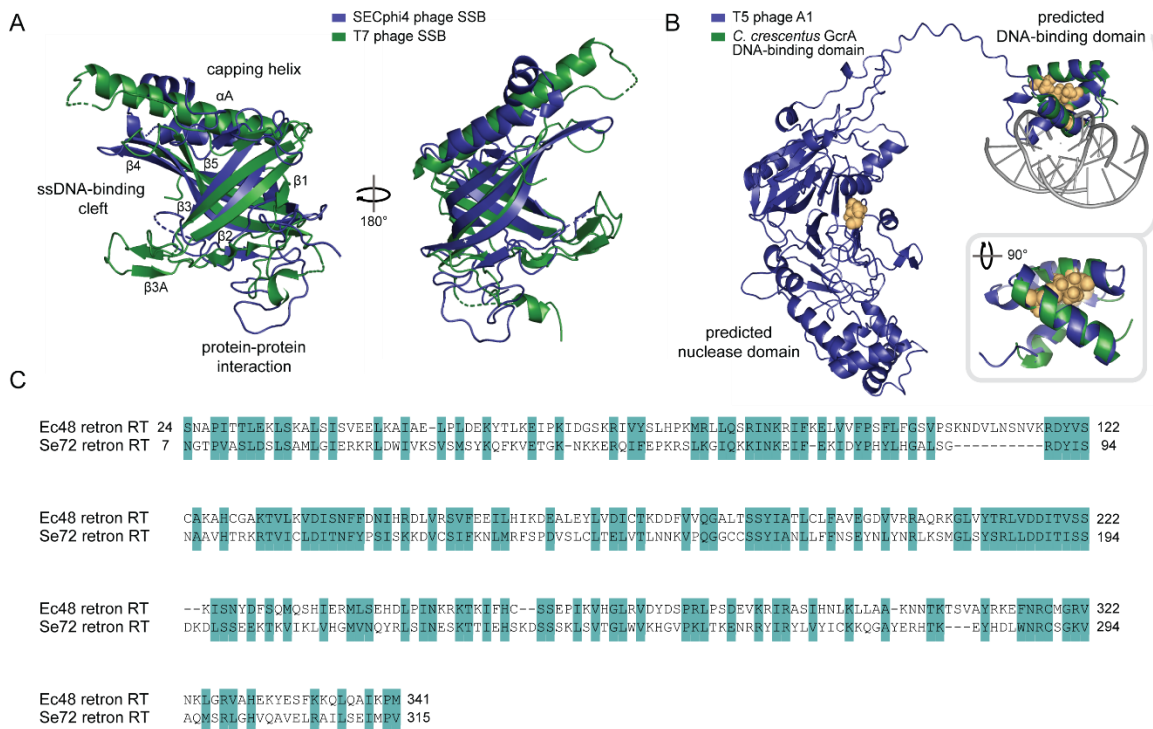 A
SECphi4 phage SSB
T7 phage SSB
capping helix
αA
β4
β5
β1
ssDNA-binding
cleft
β3
β2
β3A
180°
protein-protein
interaction
B
T5 phage A1
C. crescentus GcrA
DNA-binding domain
predicted
DNA-binding domain
90°
predicted
nuclease domain
C
Ec48 retron RT 24 SNAPITTLEKLSKALSISVEELKAIAE-LPLDEKYTLKEIPKIDGSKRIVYSLHPKMRLLQSRINKRIFKELVVFPSFLFGSVPSKNDVLNSNVKRDYVS 122
Se72 retron RT 7 NGTPVASLDSLSAMLGIERKRLDWIVKSVSMSYKQFKVETGK-NKKERQIFEPKRSLKGIQKKINKEIF-EKIDYPHYLHGALSG----------RDYIS 94
Ec48 retron RT CAKAHCGAKTVLKVDISNFFDNIHRDLVRSVFEEILHIKDEALEYLVDICTKDDFVVQGALTSSYIATLCLFAVEGDVVRRAQRKGLVYTRLVDDITVSS 222
Se72 retron RT NAAVHTRKRTVICLDITNFYPSISKKDVCSIFKNLMRFSPDVSLCLTELVTLNNKVPQGGCCSSYIANLLFFNSEYNLYNRLKSMGLSYSRLLDDITISS 194
Ec48 retron RT --KISNYDFSQMQSHIERMLSEHDLPINKRKTKIFHC--SSEPIKVHGLRVDYDSPRLPSDEVKRIRASIHNLKLLAA-KNNTKTSVAYRKEFNRCMGRV 322
Se72 retron RT DKDLSSEEKTKVIKLVHGMVNQYRLSINESKTTIEHSKDSSSKLSVTGLWVKHGVPKLTKENRRYIRYLVYICKKQGAYERHTK---EYHDLWNRCSGKV 294
Ec48 retron RT NKLGRVAHEKYESFKKQLQAIKPM 341
Se72 retron RT AQMSRLGHVQAVELRAILSEIMPV 315